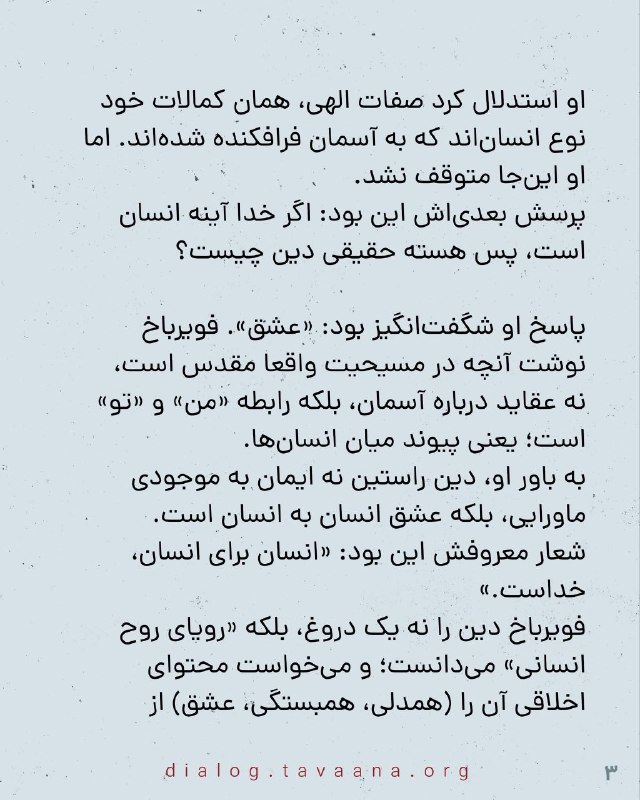 او استدلال کرد صفات الهی، همان کمالات خود
نوع انسان‌اند که به آسمان فرافکنده شده‌اند. اما
او این‌جا متوقف نشد.
پرسش بعدی‌اش این بود: اگر خدا آینه انسان
است، پس هسته حقیقی دین چیست؟
پاسخ او شگفت‌انگیز بود: «عشق». فویرباخ
نوشت آنچه در مسیحیت واقعا مقدس است،
نه عقاید درباره آسمان، بلکه رابطه «من» و «تو»
است؛ یعنی پیوند میان انسان‌ها.
به باور او، دین راستین نه ایمان به موجودی
ماورایی، بلکه عشق انسان به انسان است.
شعار معروفش این بود: «انسان برای انسان،
خداست.»
فویرباخ دین را نه یک دروغ، بلکه «رویای روح
انسانی» می‌دانست؛ و می‌خواست محتوای
اخلاقی آن را (همدلی، همبستگی، عشق) از
dialog.tavaana.org
۳